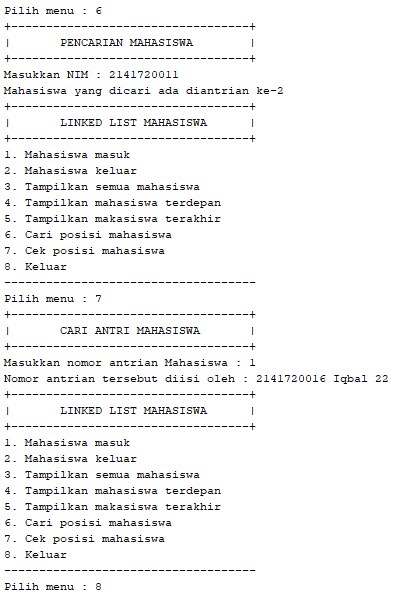 Pilih menu : 6
+----------------------------------+
|       PENCARIAN MAHASISWA        |
+----------------------------------+
Masukkan NIM : 2141720011
Mahasiswa yang dicari ada diantrian ke-2
+----------------------------------+
|       LINKED LIST MAHASISWA      |
+----------------------------------+
1. Mahasiswa masuk
2. Mahasiswa keluar
3. Tampilkan semua mahasiswa
4. Tampilkan mahasiswa terdepan
5. Tampilkan makasiswa terakhir
6. Cari posisi mahasiswa
7. Cek posisi mahasiswa
8. Keluar
------------------------------------
Pilih menu : 7
+----------------------------------+
|       CARI ANTRI MAHASISWA       |
+----------------------------------+
Masukkan nomor antrian Mahasiswa : 1
Nomor antrian tersebut diisi oleh : 2141720016 Iqbal 22
+----------------------------------+
|       LINKED LIST MAHASISWA      |
+----------------------------------+
1. Mahasiswa masuk
2. Mahasiswa keluar
3. Tampilkan semua mahasiswa
4. Tampilkan mahasiswa terdepan
5. Tampilkan makasiswa terakhir
6. Cari posisi mahasiswa
7. Cek posisi mahasiswa
8. Keluar
------------------------------------
Pilih menu : 8